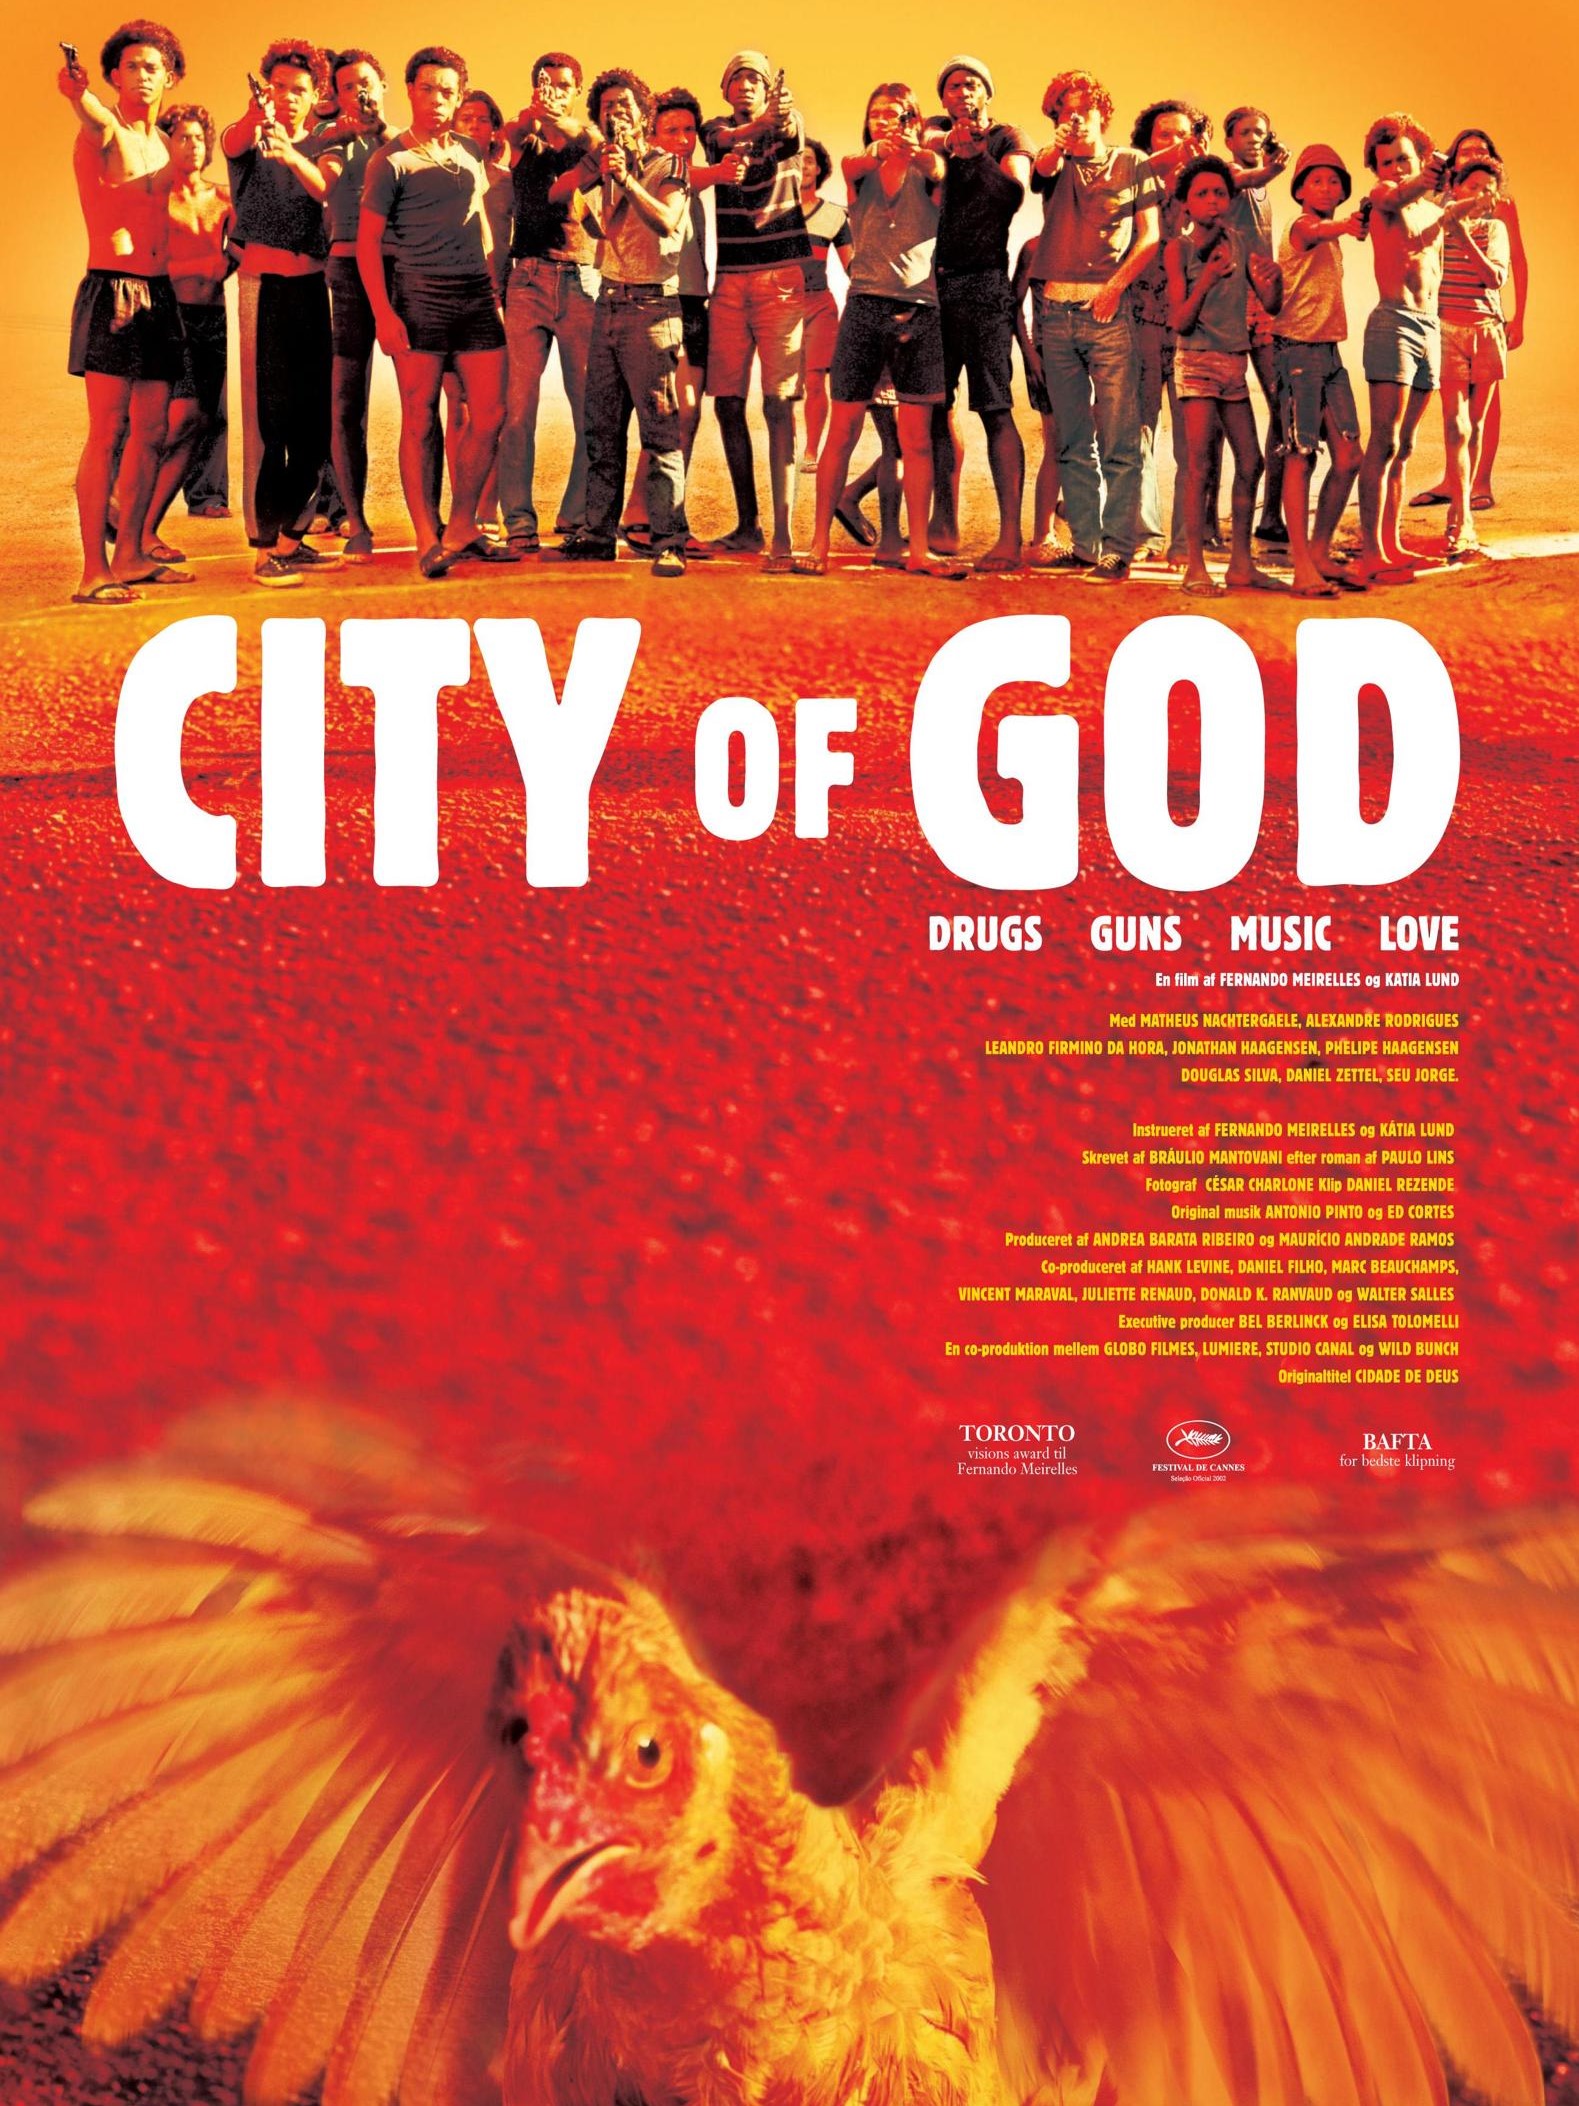 CITY OF GOD
DRUGS GUNS MUSIC LOVE
En film af FERNANDO MEIRELLES og KATIA LUND
Med MATHEUS NACHTERGAELE, ALEXANDRE RODRIGUES
LEANDRO FIRMINO DA HORA, JONATHAN HAAGENSEN, PHELIPE HAAGENSEN
DOUGLAS SILVA, DANIEL ZETTEL, SEU JORGE.
Instrueret af FERNANDO MEIRELLES og KÁTIA LUND
Skrevet af BRÁULIO MANTOVANI efter roman af PAULO LINS
Fotograf CÉSAR CHARLONE Klip DANIEL REZENDE
Original musik ANTONIO PINTO og ED CORTES
Produceret af ANDREA BARATA RIBEIRO og MAURÍCIO ANDRADE RAMOS
Co-produceret af HANK LEVINE, DANIEL FILHO, MARC BEAUCHAMPS,
VINCENT MARAVAL, JULIETTE RENAUD, DONALD K. RANVAUD og WALTER SALLES
Executive producer BEL BERLINCK og ELISA TOLOMELLI
En co-produktion mellem GLOBO FILMES, LUMIERE, STUDIO CANAL og WILD BUNCH
Originaltitel CIDADE DE DEUS
TORONTO
visions award til
Fernando Meirelles
FESTIVAL DE CANNES
Seleção Oficial 2002
BAFTA
for bedste klipning